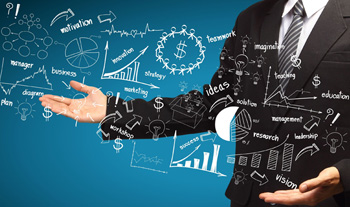 !?
motivation
$
teamwork
imagination
!?
innovation
teaching
manager
business
strategy
$
diagram
marketing
ideas
solution
education
plan
!?
management
workshop
research
leadership
$
success
vision